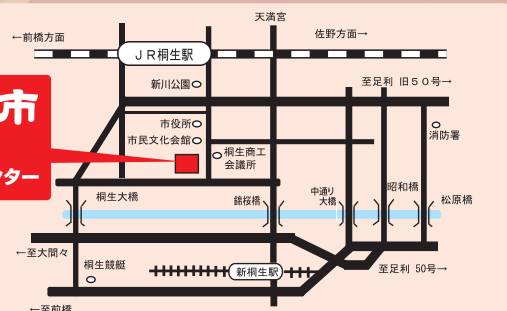 天満宮
←前橋方面
佐野方面→
JR桐生駅
新川公園
至足利 旧50号→
市
市役所
消防署
市民文化会館
桐生商工
会議所
ター
桐生大橋
錦桜橋
中通り
大橋
昭和橋
松原橋
←至大間々
桐生競艇
新桐生駅
至足利 50号→
←至前橋